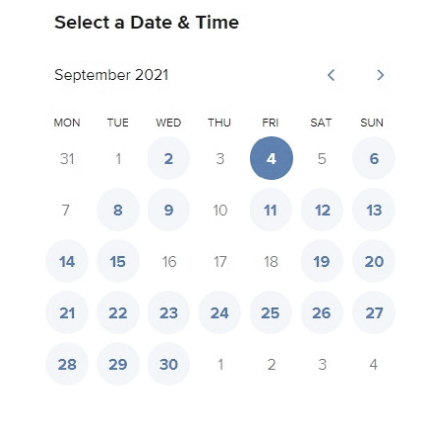 Select a Date & Time
September 2021
MON TUE WED THU FRI SAT SUN
31 1 2 3 4 5 6
7 8 9 10 11 12 13
14 15 16 17 18 19 20
21 22 23 24 25 26 27
28 29 30 1 2 3 4